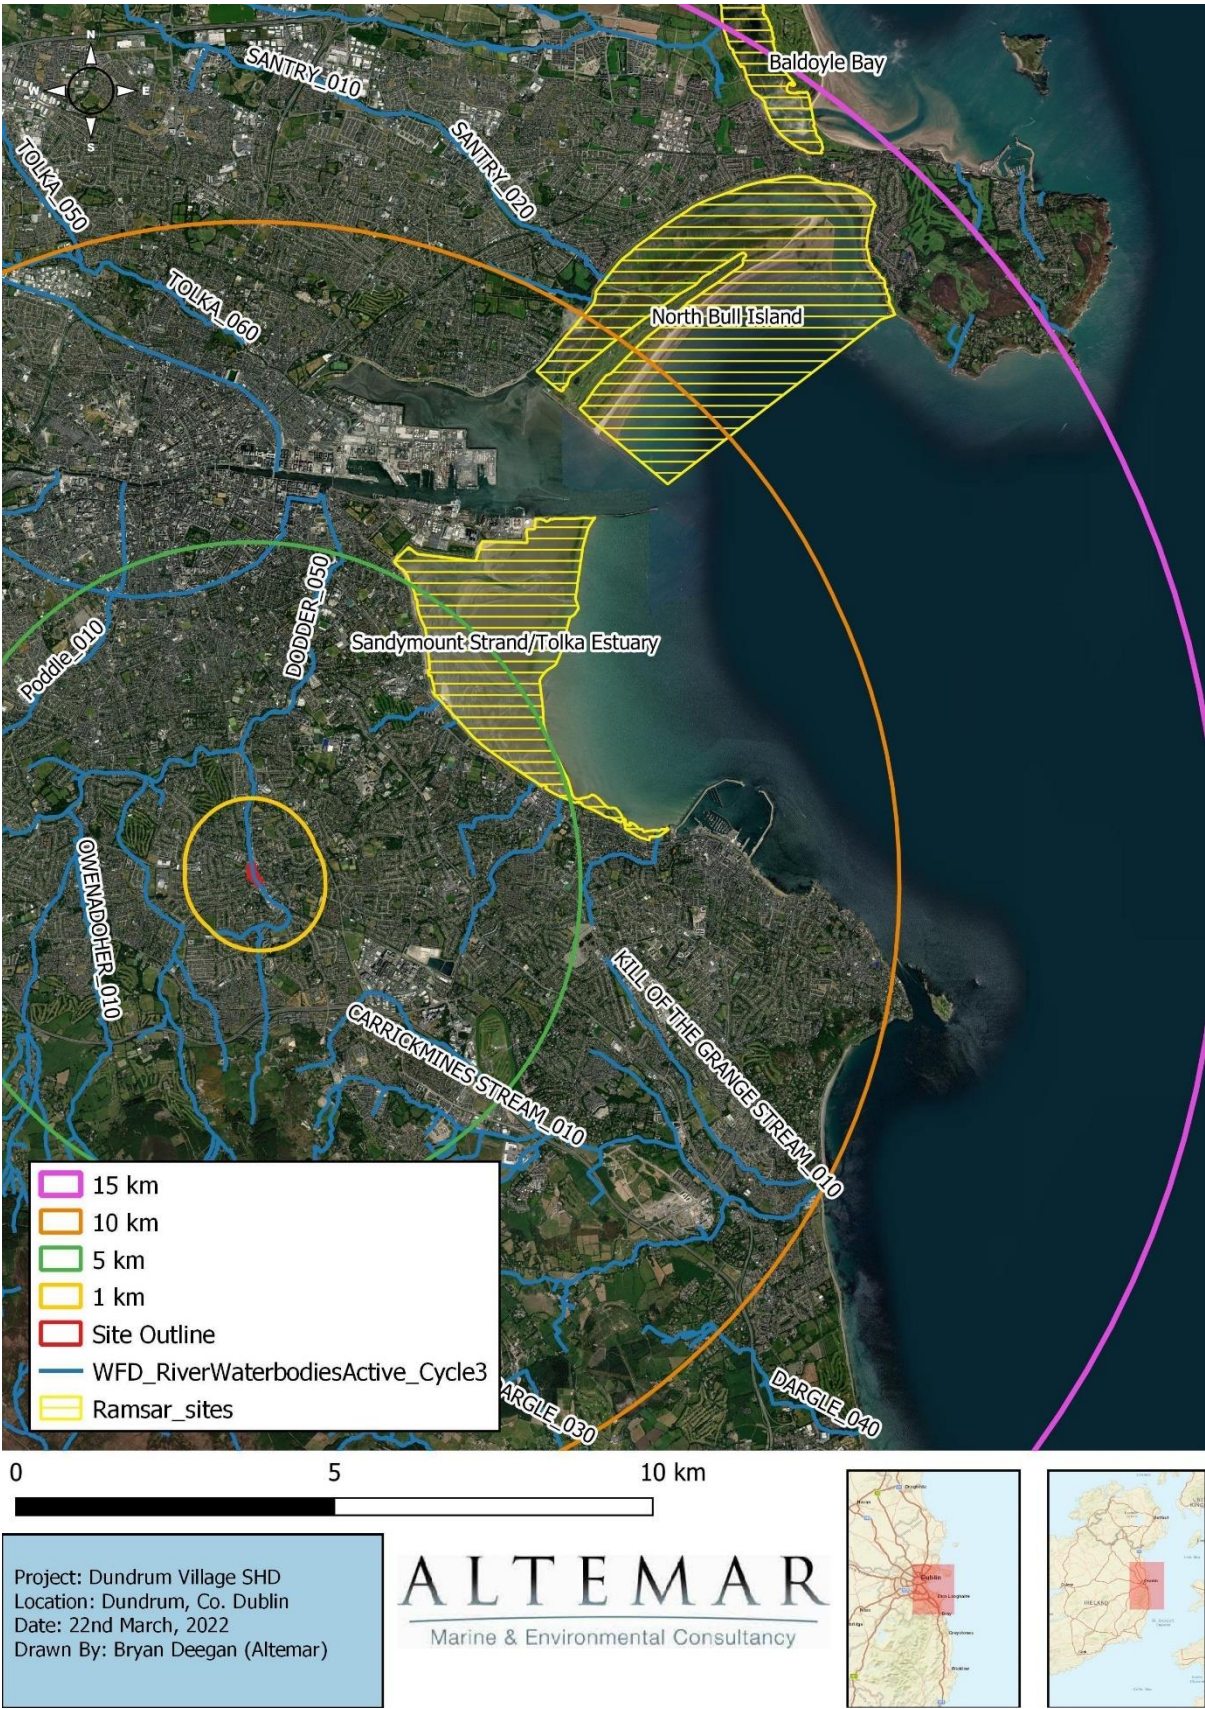 N
W
E
S
Baldoyle Bay
SANTRY_010
SANTRY_020
TOLKA_050
TOLKA_060
North Bull Island
DODDER_050
Sandymount Strand/Tolka Estuary
Poddle_010
OWENADOHER_010
KILL OF THE GRANGE STREAM_010
CARRICKMINES STREAM_010
ARGLE_030
DARGLE_040
15 km
10 km
5 km
1 km
Site Outline
WFD_RiverWaterbodiesActive_Cycle3
Ramsar_sites
0 5 10 km
Project: Dundrum Village SHD
Location: Dundrum, Co. Dublin
Date: 22nd March, 2022
Drawn By: Bryan Deegan (Altemar)
ALTEMAR
Marine & Environmental Consultancy
Dublin
IRELAND